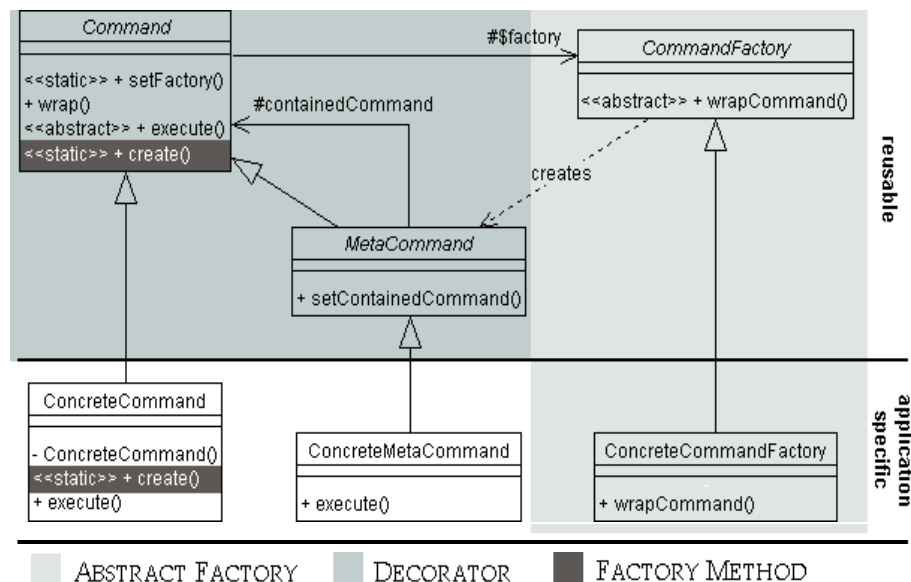 Command
<<static>> + setFactory()
+ wrap()
<<abstract>> + execute()
<<static>> + create()
#$factory
CommandFactory
<<abstract>> + wrapCommand()
#containedCommand
creates
MetaCommand
+ setContainedCommand()
reusable
ConcreteCommand
- ConcreteCommand()
<<static>> + create()
+ execute()
ConcreteMetaCommand
+ execute()
ConcreteCommandFactory
+ wrapCommand()
application
specific
ABSTRACT FACTORY
DECORATOR
FACTORY METHOD